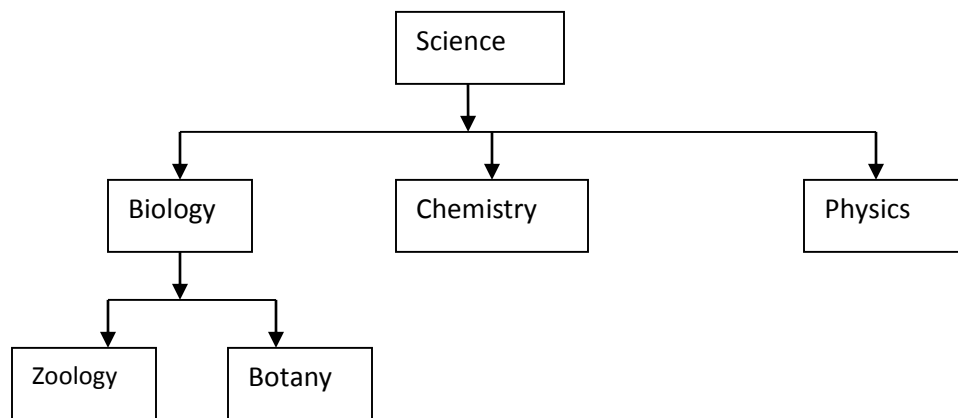 Science
Biology
Chemistry
Physics
Zoology
Botany